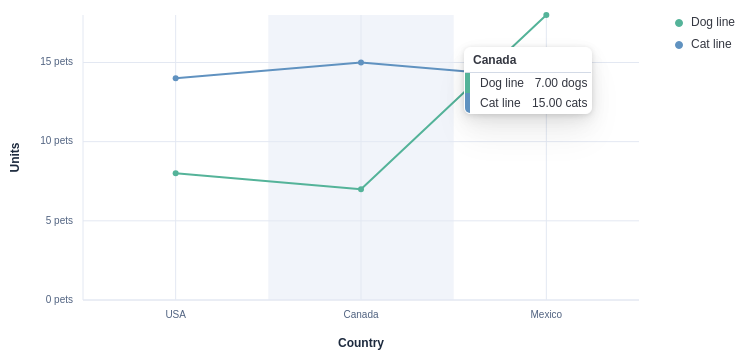 Dog line
Cat line
15 pets
10 pets
5 pets
0 pets
Units
Canada
Dog line 7.00 dogs
Cat line 15.00 cats
USA
Canada
Mexico
Country